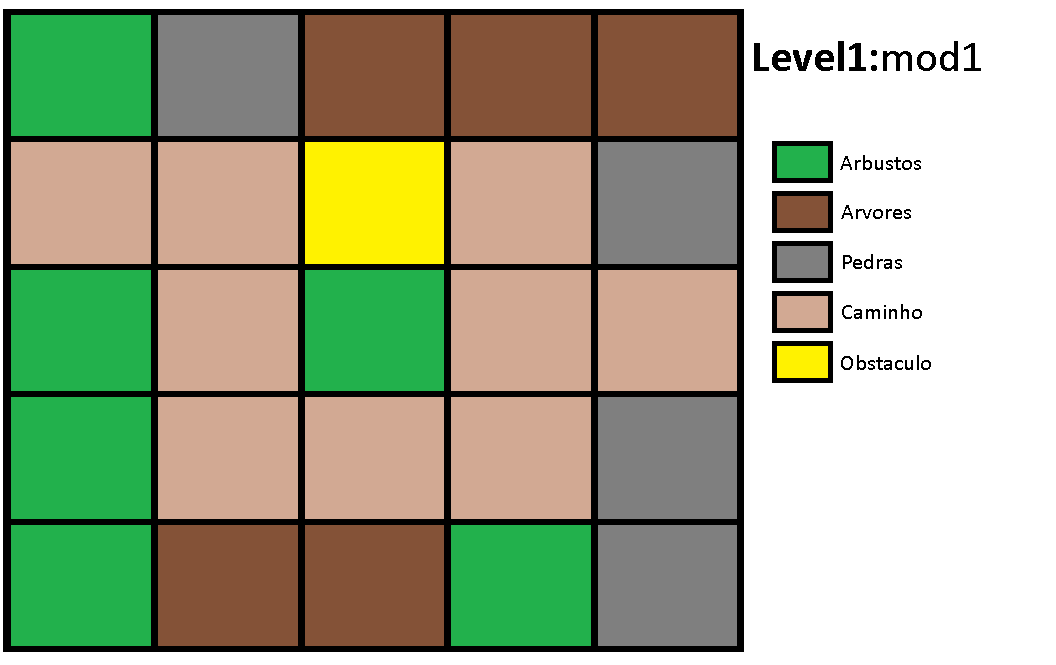 Level1:mod1
Arbustos
Arvores
Pedras
Caminho
Obstaculo